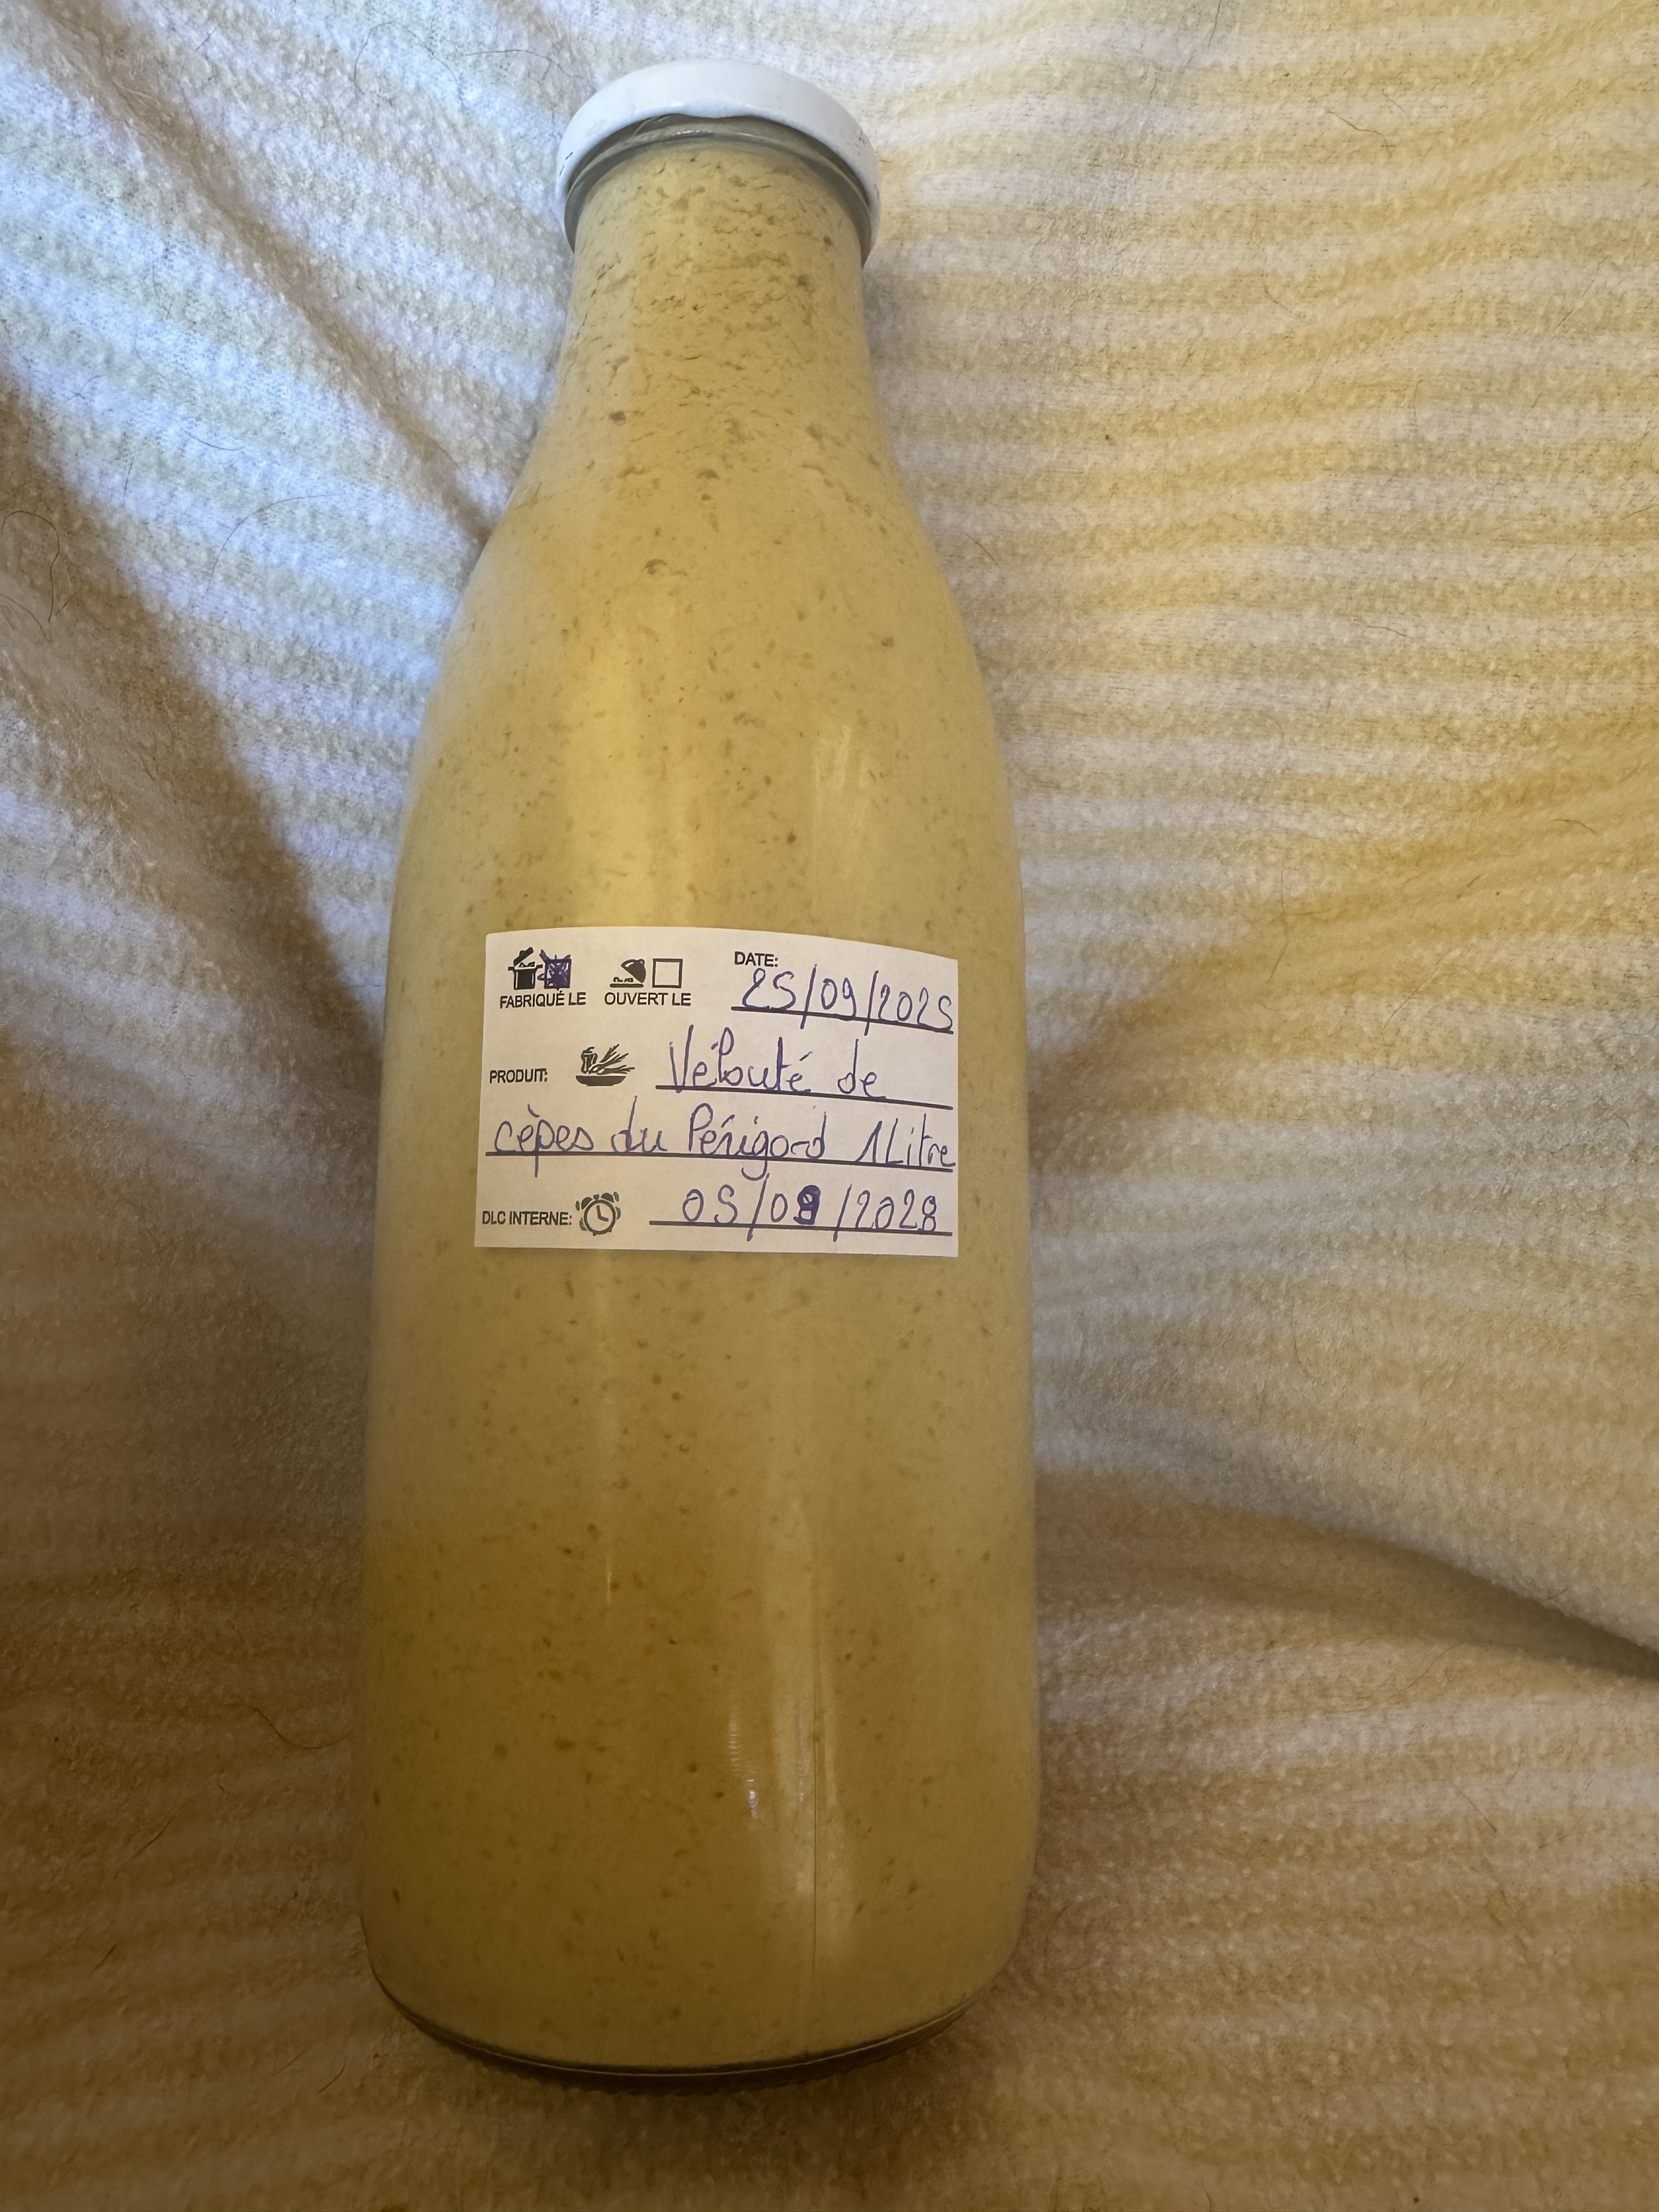 FABRIQUÉ LE OUVERT LE DATE: 25/09/2025
PRODUIT: Velouté de
cèpes du Périgord 1Litre
DLC INTERNE: 05/08/2028